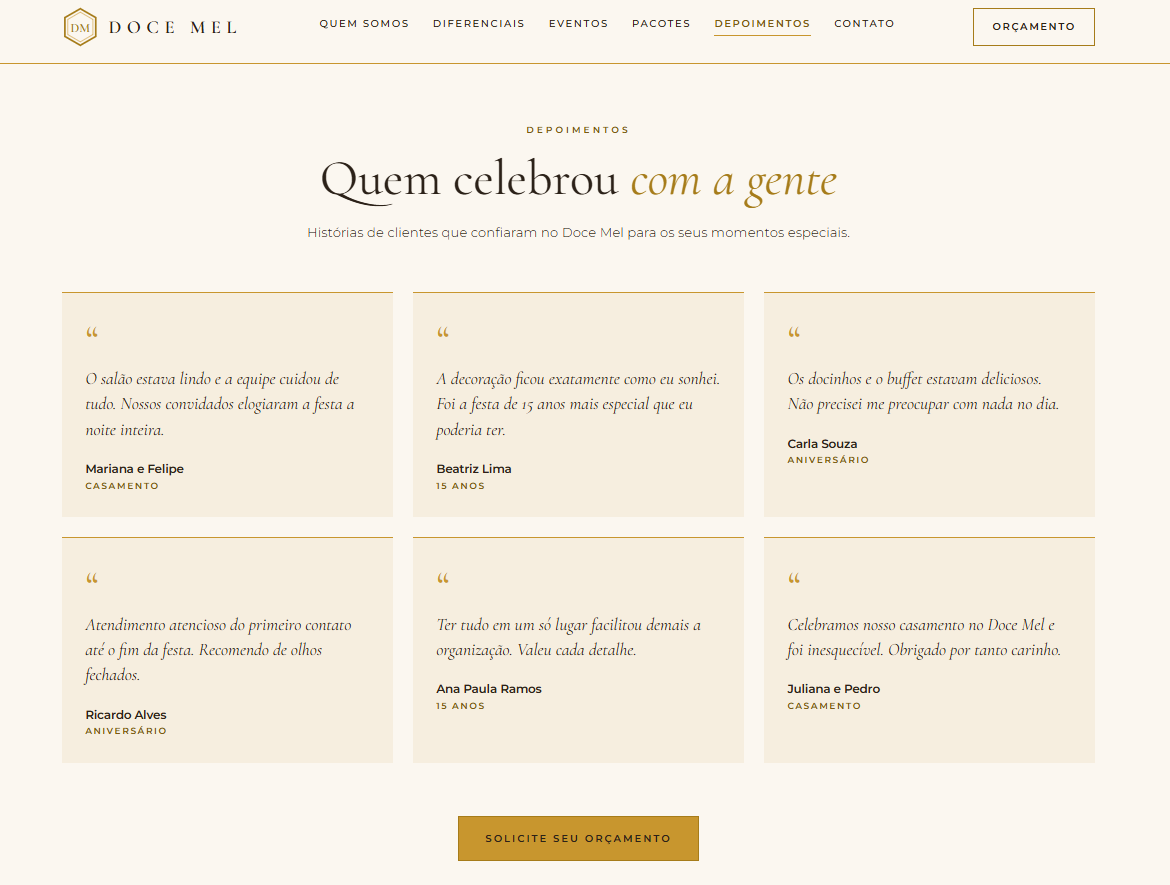 DM DOCE MEL QUEM SOMOS DIFERENCIAIS EVENTOS PACOTES DEPOIMENTOS CONTATO ORÇAMENTO
DEPOIMENTOS
Quem celebrou com a gente
Histórias de clientes que confiaram no Doce Mel para os seus momentos especiais.
“
O salão estava lindo e a equipe cuidou de
tudo. Nossos convidados elogiaram a festa a
noite inteira.
Mariana e Felipe
CASAMENTO
“
A decoração ficou exatamente como eu sonhei.
Foi a festa de 15 anos mais especial que eu
poderia ter.
Beatriz Lima
15 ANOS
“
Os docinhos e o buffet estavam deliciosos.
Não precisei me preocupar com nada no dia.
Carla Souza
ANIVERSÁRIO
“
Atendimento atencioso do primeiro contato
até o fim da festa. Recomendo de olhos
fechados.
Ricardo Alves
ANIVERSÁRIO
“
Ter tudo em um só lugar facilitou demais a
organização. Valeu cada detalhe.
Ana Paula Ramos
15 ANOS
“
Celebramos nosso casamento no Doce Mel e
foi inesquecível. Obrigado por tanto carinho.
Juliana e Pedro
CASAMENTO
SOLICITE SEU ORÇAMENTO